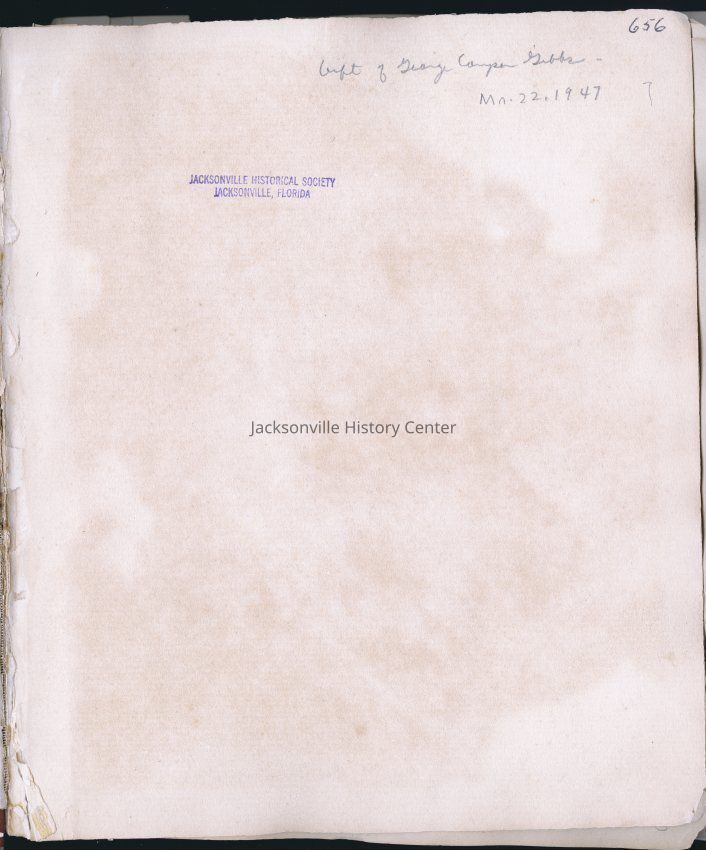 656
Gift of George Couper Gibbs -
Mr. 22. 1947
JACKSONVILLE HISTORICAL SOCIETY
JACKSONVILLE, FLORIDA
Jacksonville History Center